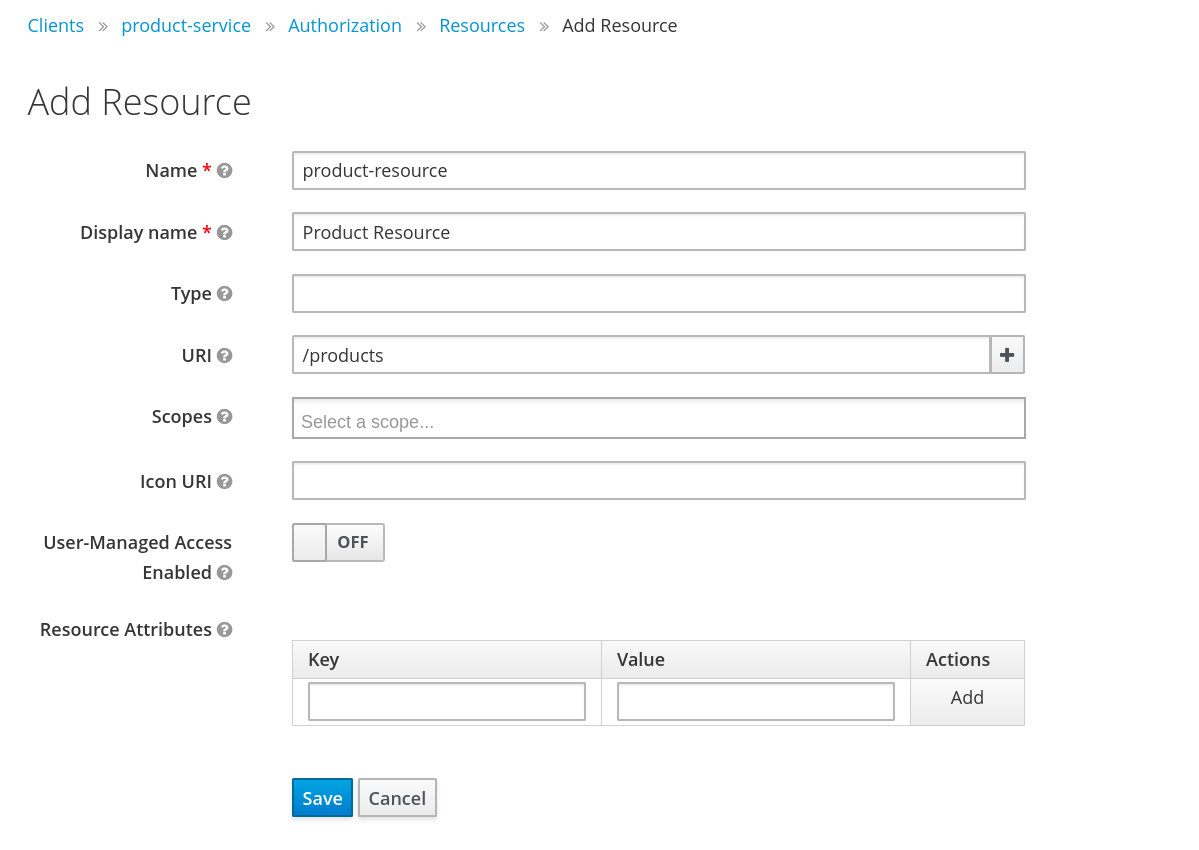 Clients » product-service » Authorization » Resources » Add Resource
Add Resource
Name * product-resource
Display name * Product Resource
Type
URI /products
Scopes Select a scope...
Icon URI
User-Managed Access
Enabled OFF
Resource Attributes
Key Value Actions
Add
Save Cancel